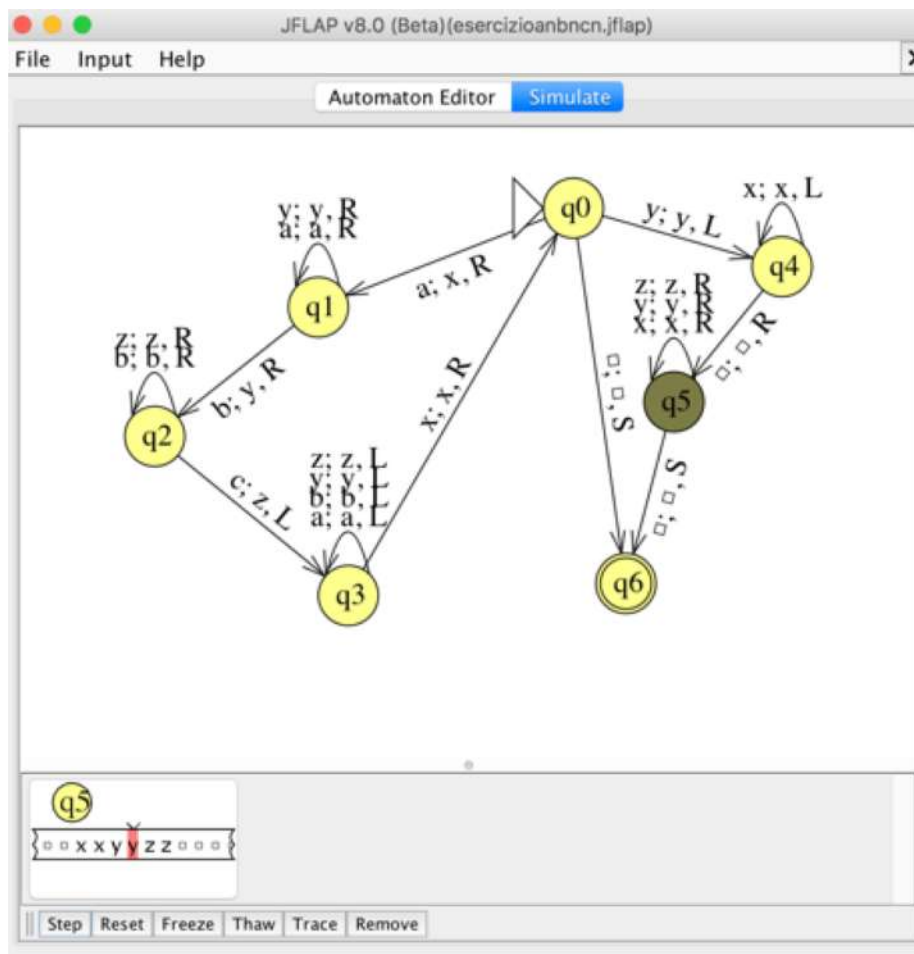 JFLAP v8.0 (Beta)(esercizioanbncn.jflap)
File Input Help
Automaton Editor Simulate
q0
y; y, L
x; x, L
q4
y; y, R
a; a, R
q1
a; x, R
z; z, R
y; y, R
x; x, R
q5
□; □, R
z; z, R
b; b, R
q2
b; y, R
x; x, R
□; □, S
□; □, S
c; z, L
z; z, L
y; y, L
b; b, L
a; a, L
q3
q6
q5
□ □ x x y y z z □ □ □
Step Reset Freeze Thaw Trace Remove